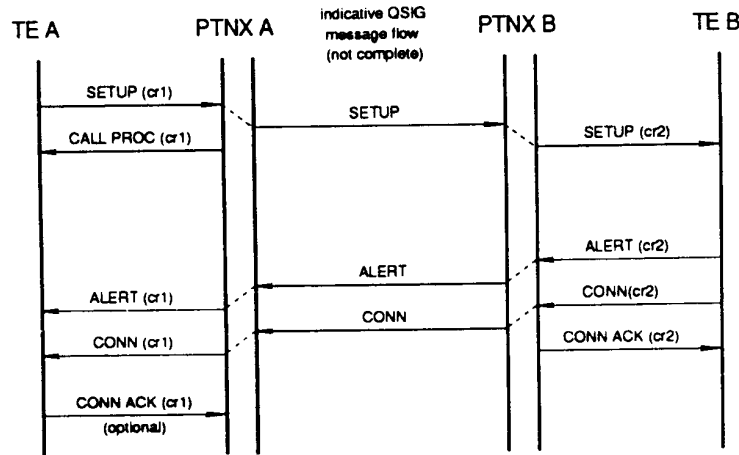 indicative QSIG
message flow
(not complete)
TE A
PTNX A
PTNX B
TE B
SETUP (cr1)
SETUP
SETUP (cr2)
CALL PROC (cr1)
ALERT (cr2)
ALERT
ALERT (cr1)
CONN(cr2)
CONN
CONN (cr1)
CONN ACK (cr2)
CONN ACK (cr1)
(optional)